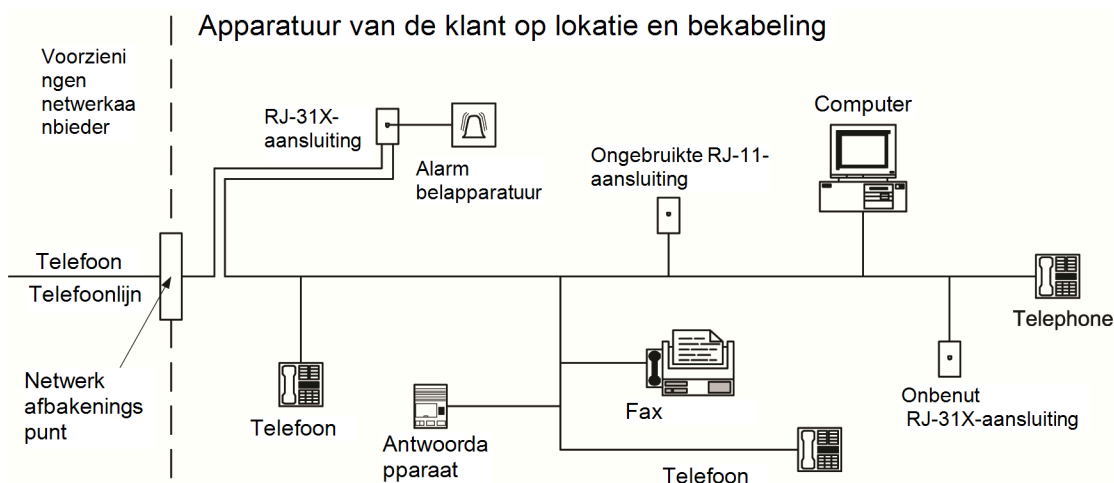 Apparatuur van de klant op lokatie en bekabeling
Voorzieni
ngen
netwerkaa
nbieder
RJ-31X-
aansluiting
Alarm
belapparatuur
Ongebruikte RJ-11-
aansluiting
Computer
Telefoon
Telefoonlijn
Telephone
Netwerk
afbakenings
punt
Telefoon
Antwoorda
pparaat
Fax
Telefoon
Onbenut
RJ-31X-aansluiting